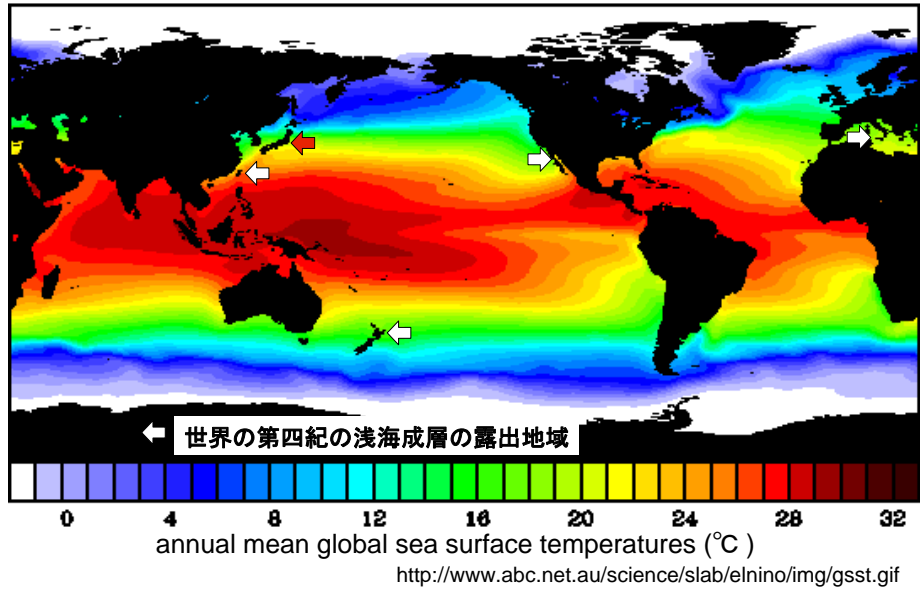 世界の第四紀の浅海成層の露出地域
0 4 8 12 16 20 24 28 32
annual mean global sea surface temperatures (℃ )
http://www.abc.net.au/science/slab/elnino/img/gsst.gif